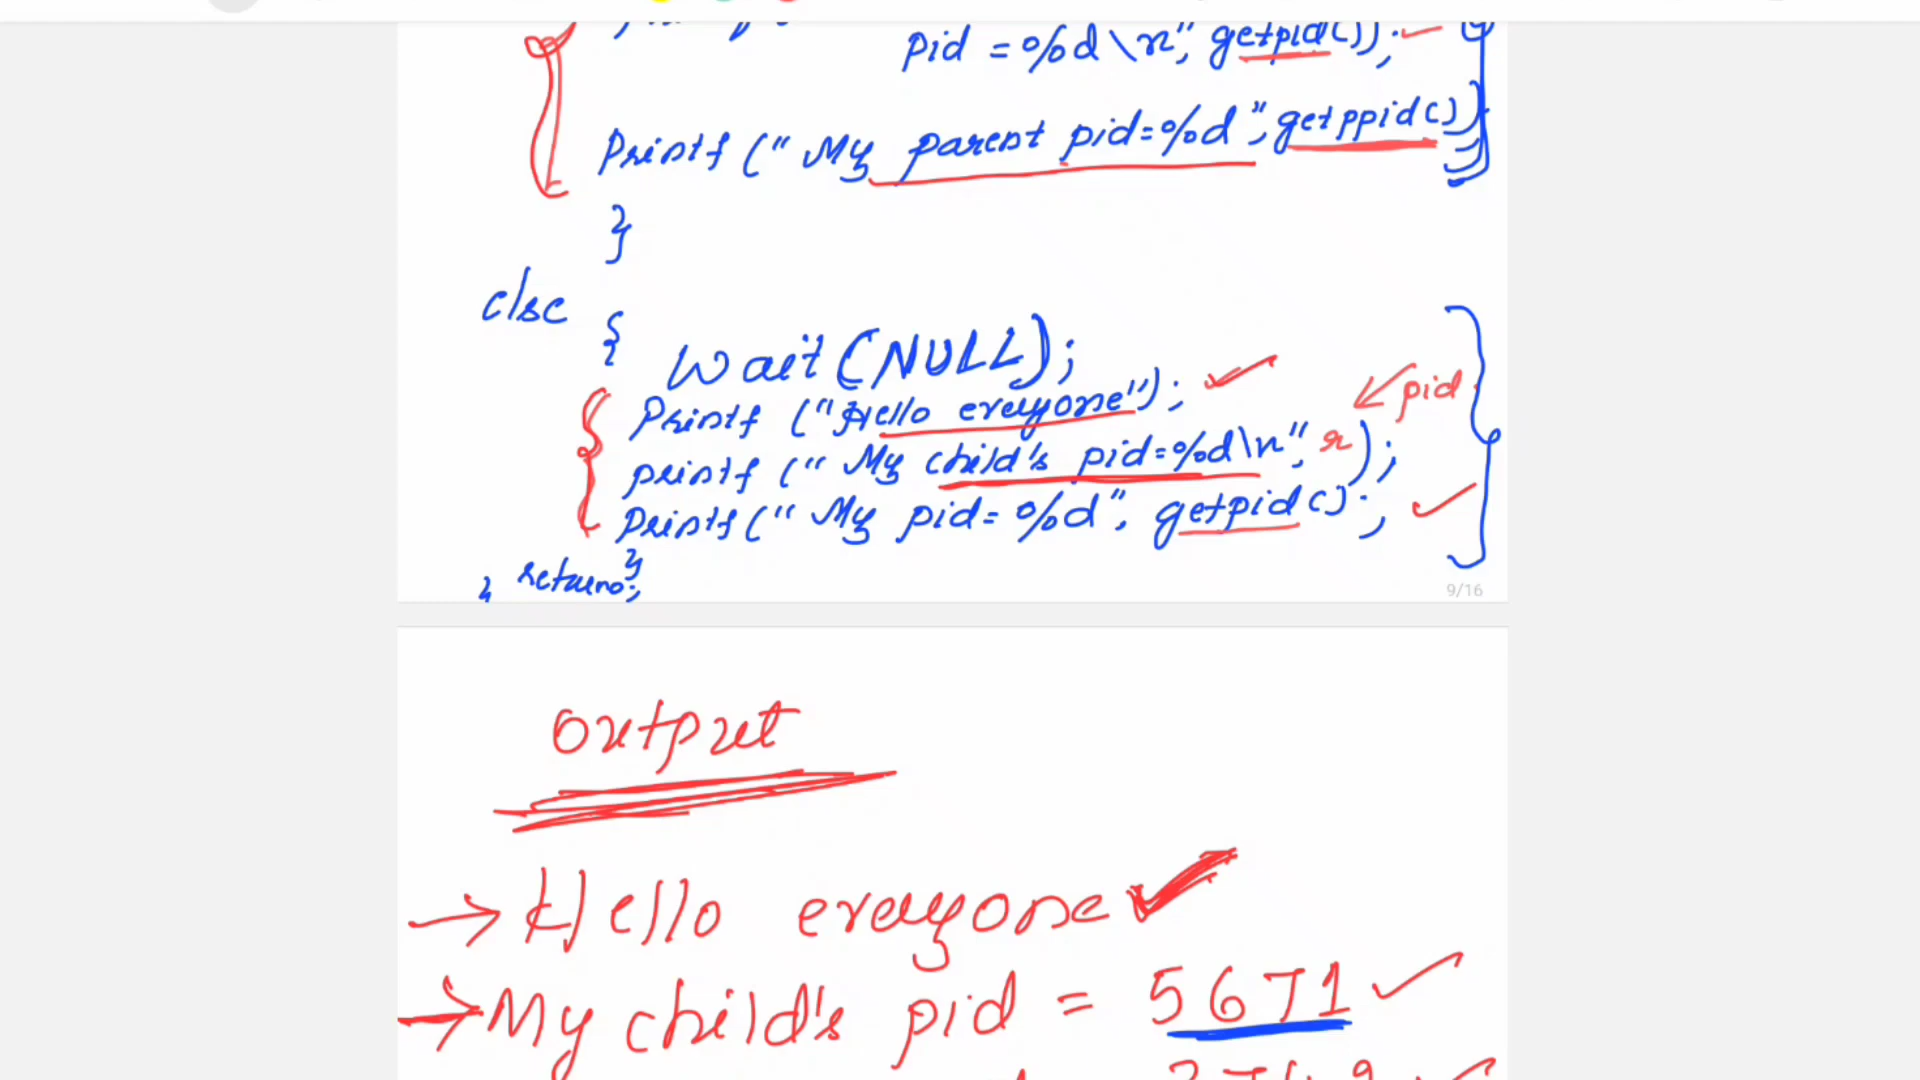 pid = %d\n", getpid());
Printf (" My parent pid=%d", getppid()
}
else
{ Wait (NULL);
Printf ("Hello everyone"); pid
printf (" My child's pid=%d\n", r);
Printf (" My pid= %d", getpid();
}
} return;
9/16
Output
→ Hello everyone
→ My child's pid = 5671